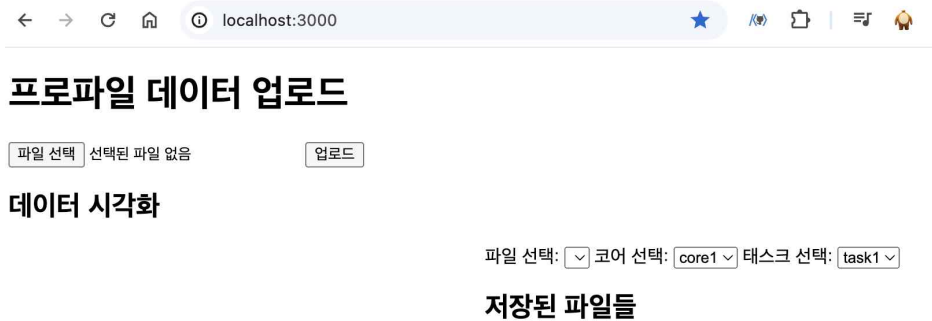 localhost:3000
프로파일 데이터 업로드
파일 선택 선택된 파일 없음 업로드
데이터 시각화
파일 선택: 코어 선택: core1 태스크 선택: task1
저장된 파일들